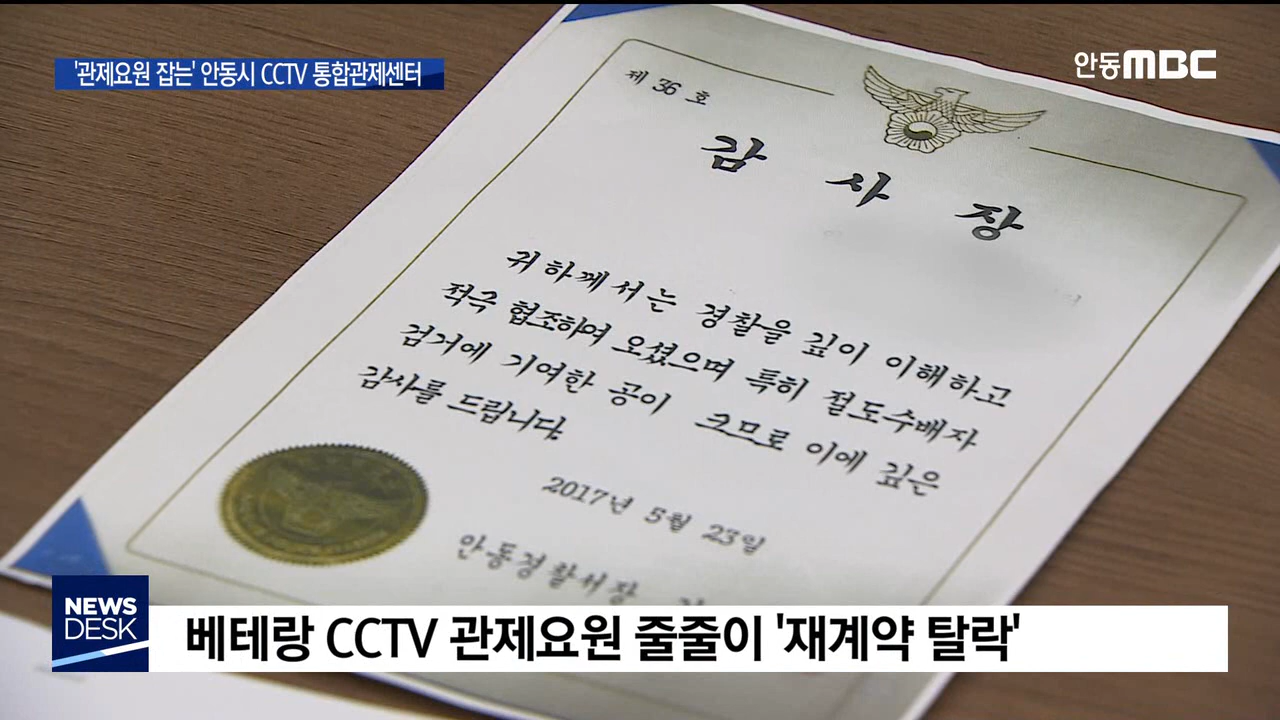 '관제요원 잡는' 안동시 CCTV 통합관제센터
안동MBC
제 36 호
감 사 장
귀하께서는 경찰을 깊이 이해하고
적극 협조하여 오셨으며 특히 절도수배자
검거에 기여한 공이 크므로 이에 깊은
감사를 드립니다.
2017년 5월 23일
안동경찰서장
NEWS
DESK
베테랑 CCTV 관제요원 줄줄이 '재계약 탈락'